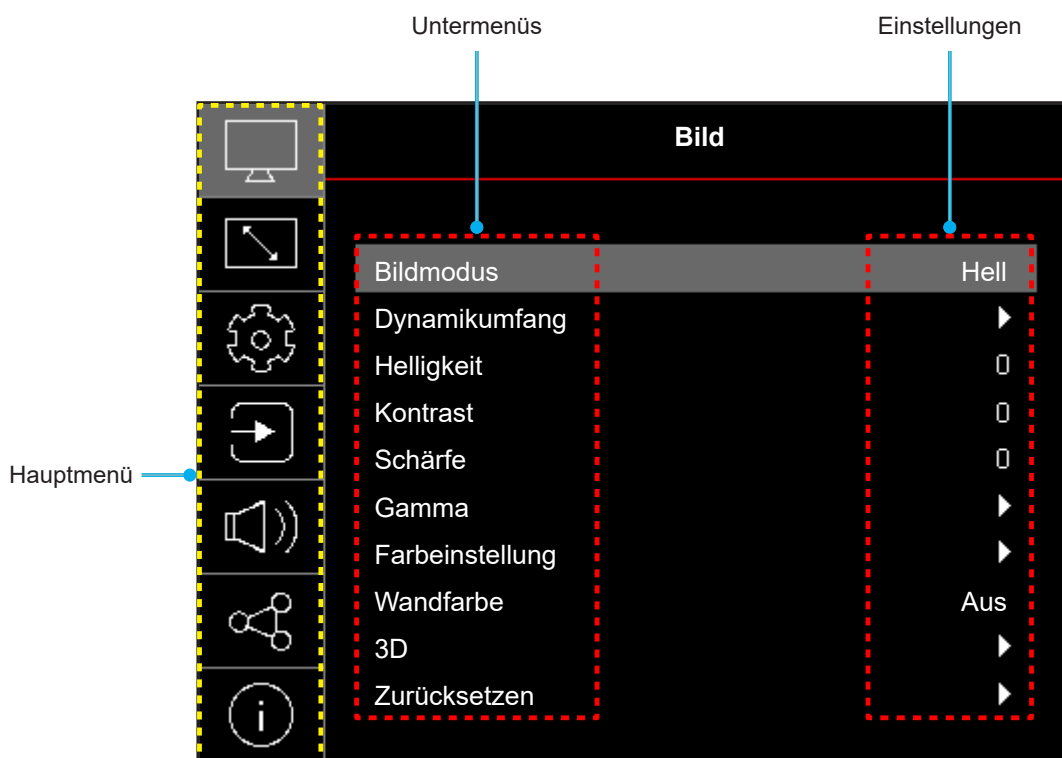 Untermenüs Einstellungen
Bild
Bildmodus Hell
Dynamikumfang
Helligkeit 0
Kontrast 0
Schärfe 0
Hauptmenü
Gamma
Farbeinstellung
Wandfarbe Aus
3D
Zurücksetzen
i